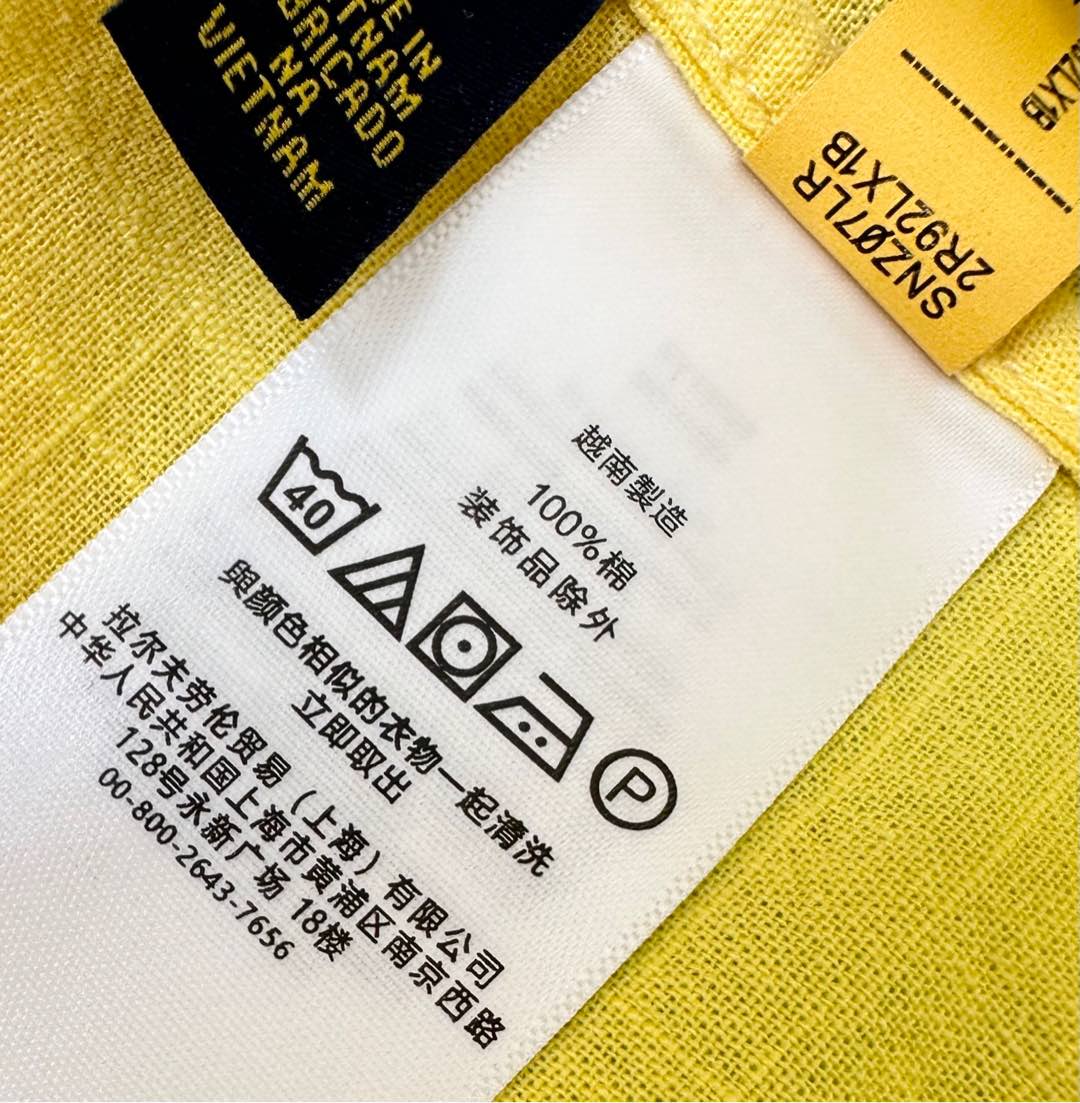 VIETNAM
NA
越南製造
100%棉
装饰品除外
40
P
與颜色相似的衣物一起清洗
立即取出
拉尔夫劳伦贸易（上海）有限公司
中华人民共和国上海市黄浦区南京西路
128号永新广场 18楼
00-800-2643-7656
SNZ07LR
2R92LX1B